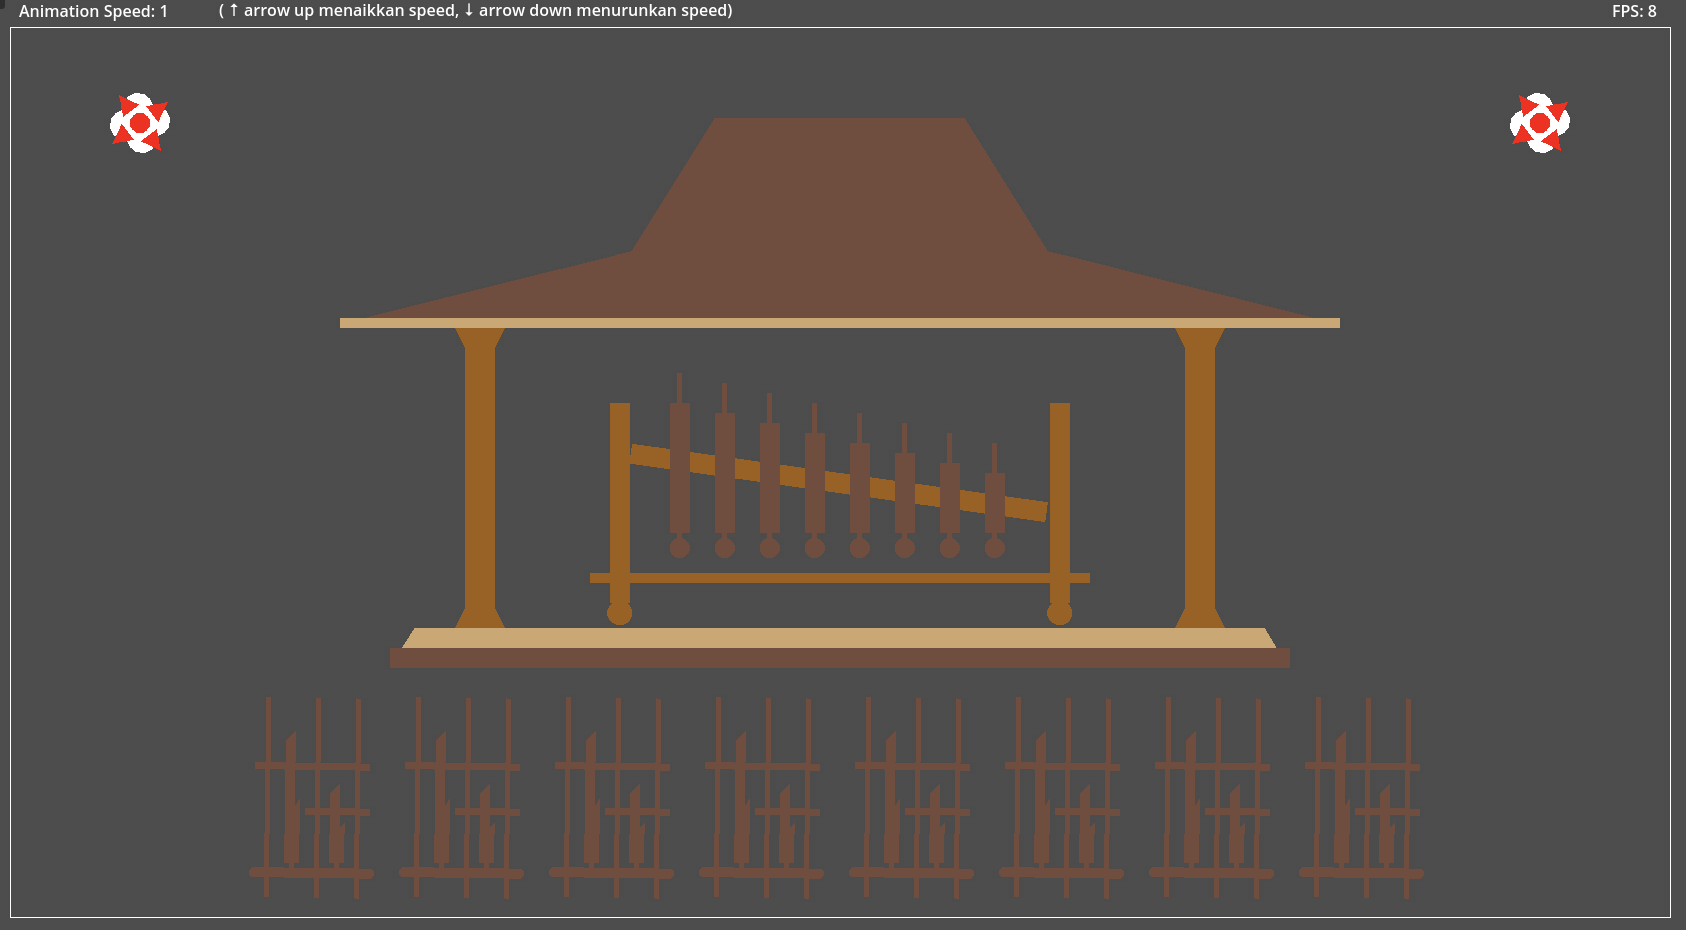 Animation Speed: 1 ( ↑ arrow up menaikkan speed, ↓ arrow down menurunkan speed) FPS: 8